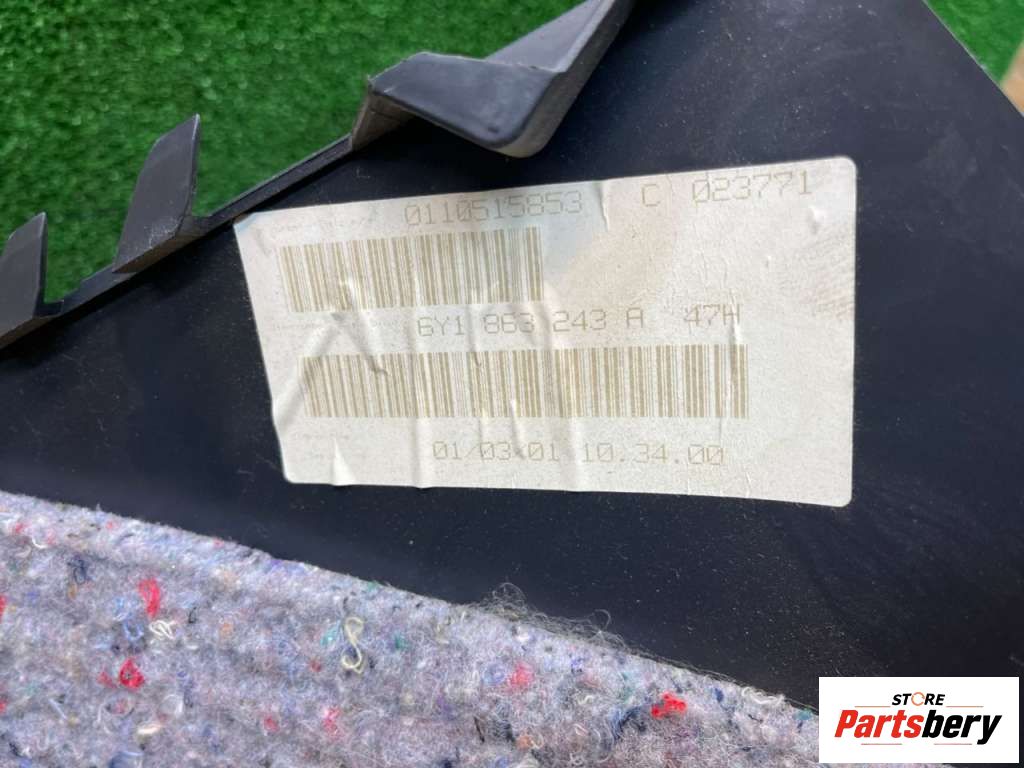 0110515853 C 023771
6Y1 863 243 A 47H
01/03/01 10.34.00
STORE
Partsbery